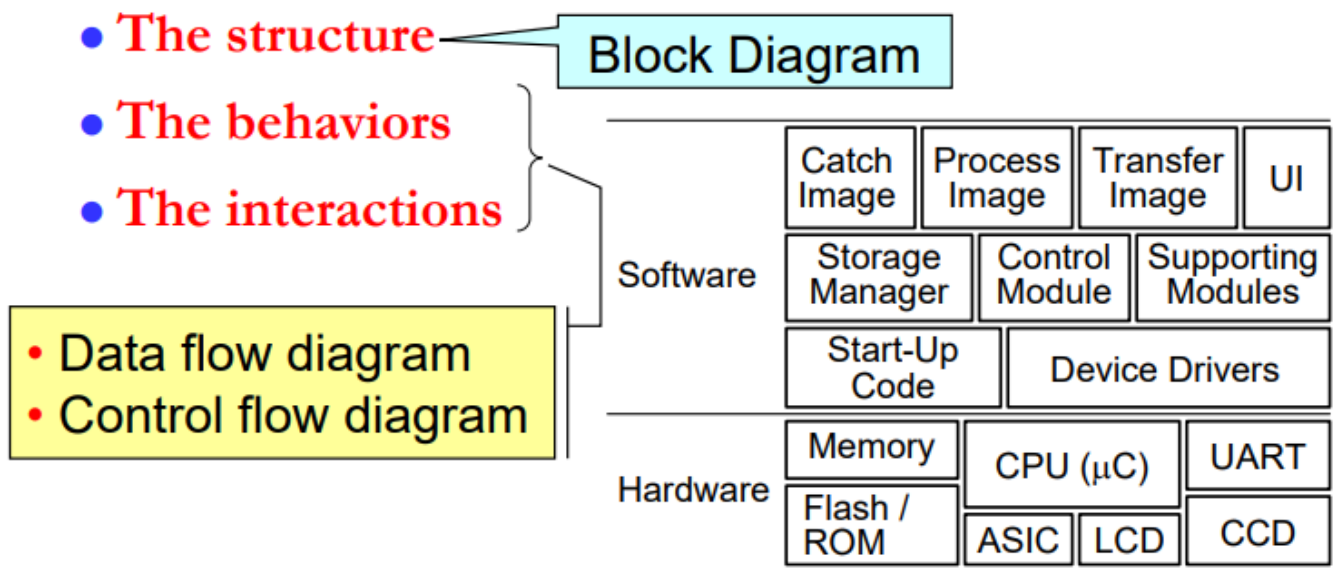 ● The structure
Block Diagram
● The behaviors
● The interactions
• Data flow diagram
• Control flow diagram
Software
Catch
Image
Process
Image
Transfer
Image
UI
Storage
Manager
Control
Module
Supporting
Modules
Start-Up
Code
Device Drivers
Hardware
Memory
CPU (μC)
UART
Flash /
ROM
ASIC
LCD
CCD